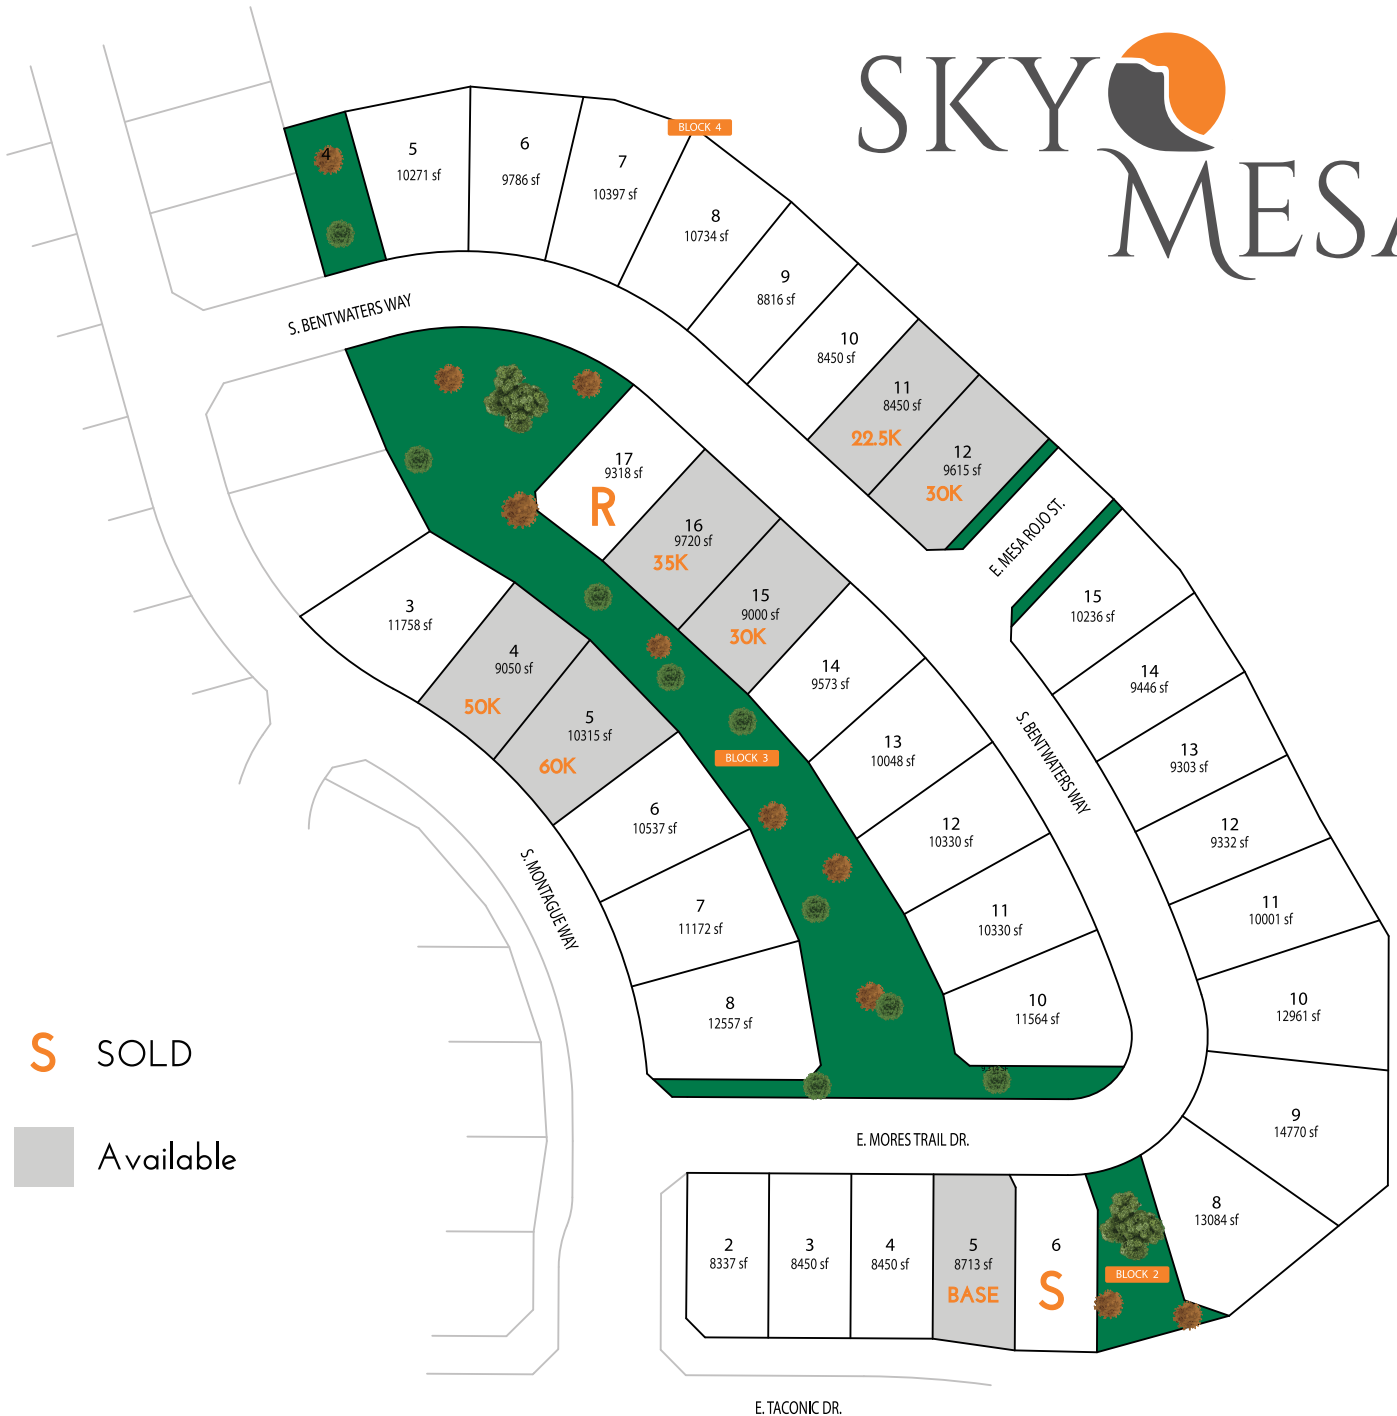 SKY
MESA
BLOCK 4
4
5
10271 sf
6
9786 sf
7
10397 sf
8
10734 sf
9
8816 sf
10
8450 sf
11
8450 sf
22.5K
12
9615 sf
30K
S. BENTWATERS WAY
E. MESA ROJO ST.
17
9318 sf
R
16
9720 sf
35K
15
9000 sf
30K
14
9573 sf
13
10048 sf
12
10330 sf
11
10330 sf
10
11564 sf
3
11758 sf
4
9050 sf
50K
5
10315 sf
60K
6
10537 sf
7
11172 sf
8
12557 sf
BLOCK 3
S. MONTAGUE WAY
S. BENTWATERS WAY
15
10236 sf
14
9446 sf
13
9303 sf
12
9332 sf
11
10001 sf
10
12961 sf
9
14770 sf
8
13084 sf
S SOLD
Available
E. MORES TRAIL DR.
2
8337 sf
3
8450 sf
4
8450 sf
5
8713 sf
BASE
6
S
BLOCK 2
E. TACONIC DR.